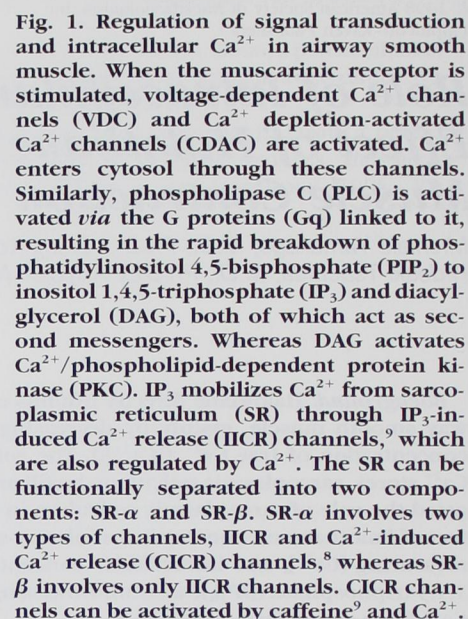 Fig. 1. Regulation of signal transduction
and intracellular Ca²⁺ in airway smooth
muscle. When the muscarinic receptor is
stimulated, voltage-dependent Ca²⁺ chan-
nels (VDC) and Ca²⁺ depletion-activated
Ca²⁺ channels (CDAC) are activated. Ca²⁺
enters cytosol through these channels.
Similarly, phospholipase C (PLC) is acti-
vated via the G proteins (Gq) linked to it,
resulting in the rapid breakdown of phos-
phatidylinositol 4,5-bisphosphate (PIP₂) to
inositol 1,4,5-triphosphate (IP₃) and diacyl-
glycerol (DAG), both of which act as sec-
ond messengers. Whereas DAG activates
Ca²⁺/phospholipid-dependent protein ki-
nase (PKC). IP₃ mobilizes Ca²⁺ from sarco-
plasmic reticulum (SR) through IP₃-in-
duced Ca²⁺ release (IICR) channels,⁹ which
are also regulated by Ca²⁺. The SR can be
functionally separated into two compo-
nents: SR-α and SR-β. SR-α involves two
types of channels, IICR and Ca²⁺-induced
Ca²⁺ release (CICR) channels,⁸ whereas SR-
β involves only IICR channels. CICR chan-
nels can be activated by caffeine⁹ and Ca²⁺.